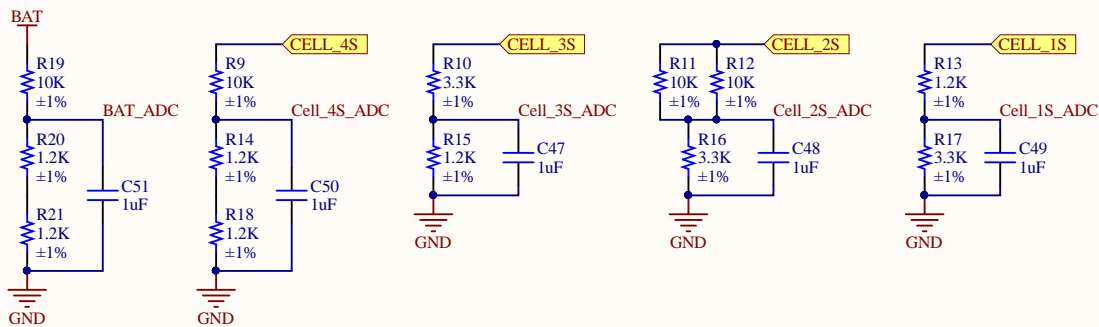 BAT
R19
10K
±1%
BAT_ADC
R20
1.2K
±1%
C51
1uF
R21
1.2K
±1%
GND
CELL_4S
R9
10K
±1%
Cell_4S_ADC
R14
1.2K
±1%
C50
1uF
R18
1.2K
±1%
GND
CELL_3S
R10
3.3K
±1%
Cell_3S_ADC
R15
1.2K
±1%
C47
1uF
GND
CELL_2S
R11
10K
±1%
R12
10K
±1%
Cell_2S_ADC
R16
3.3K
±1%
C48
1uF
GND
CELL_1S
R13
1.2K
±1%
Cell_1S_ADC
R17
3.3K
±1%
C49
1uF
GND